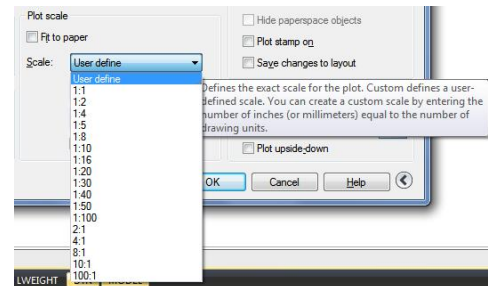 Plot scale
Fit to paper
Scale: User define
User define
1:1
1:2
1:4
1:5
1:8
1:10
1:16
1:20
1:30
1:40
1:50
1:100
2:1
4:1
8:1
10:1
100:1
Hide paperspace objects
Plot stamp on
Save changes to layout
Defines the exact scale for the plot. Custom defines a user-
defined scale. You can create a custom scale by entering the
number of inches (or millimeters) equal to the number of
drawing units.
Plot upside-down
OK Cancel Help
LWEIGHT